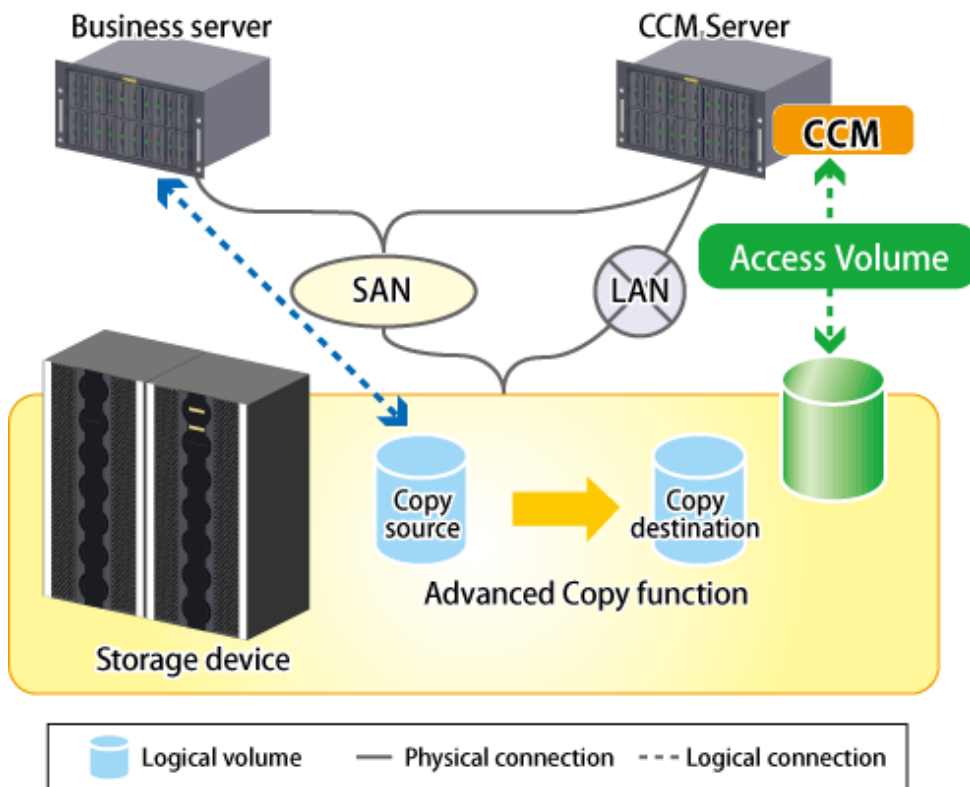 Business server
CCM Server
CCM
Access Volume
SAN
LAN
Copy
source
Copy
destination
Advanced Copy function
Storage device
Logical volume
Physical connection
Logical connection